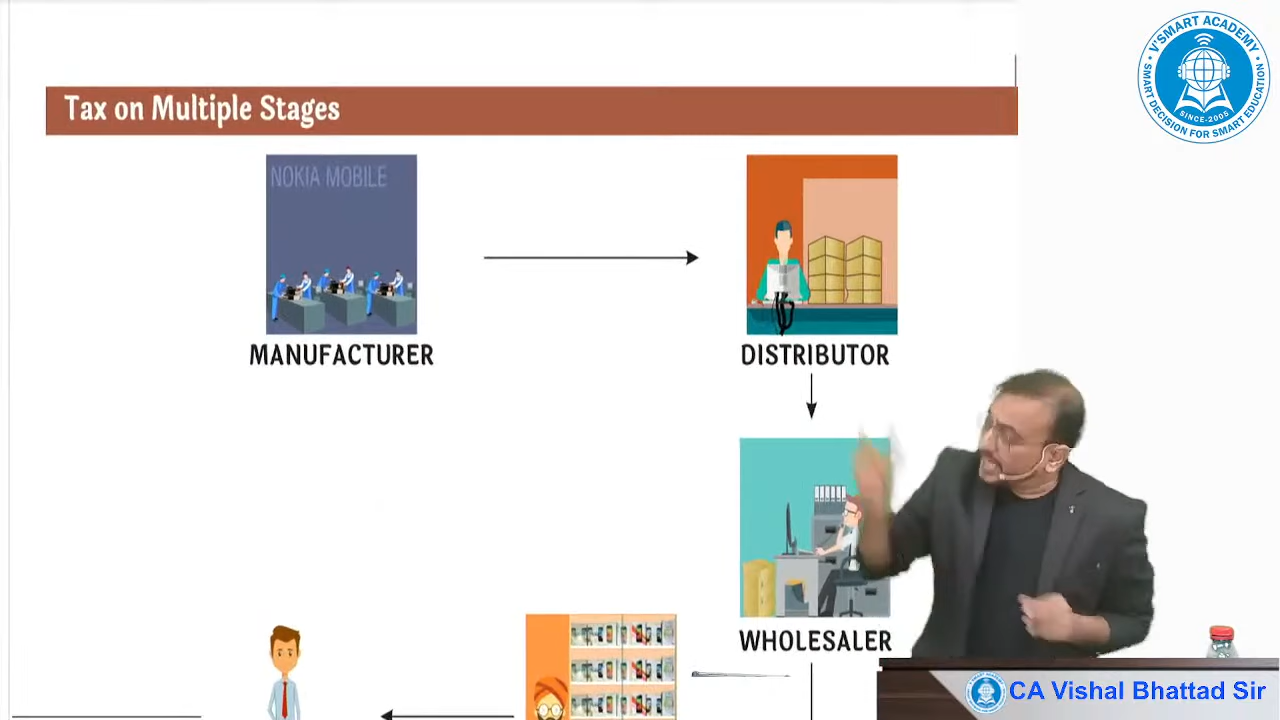 V'SMART ACADEMY
SMART DECISION FOR SMART EDUCATION
SINCE-2005
Tax on Multiple Stages
NOKIA MOBILE
MANUFACTURER
DISTRIBUTOR
WHOLESALER
CA Vishal Bhattad Sir